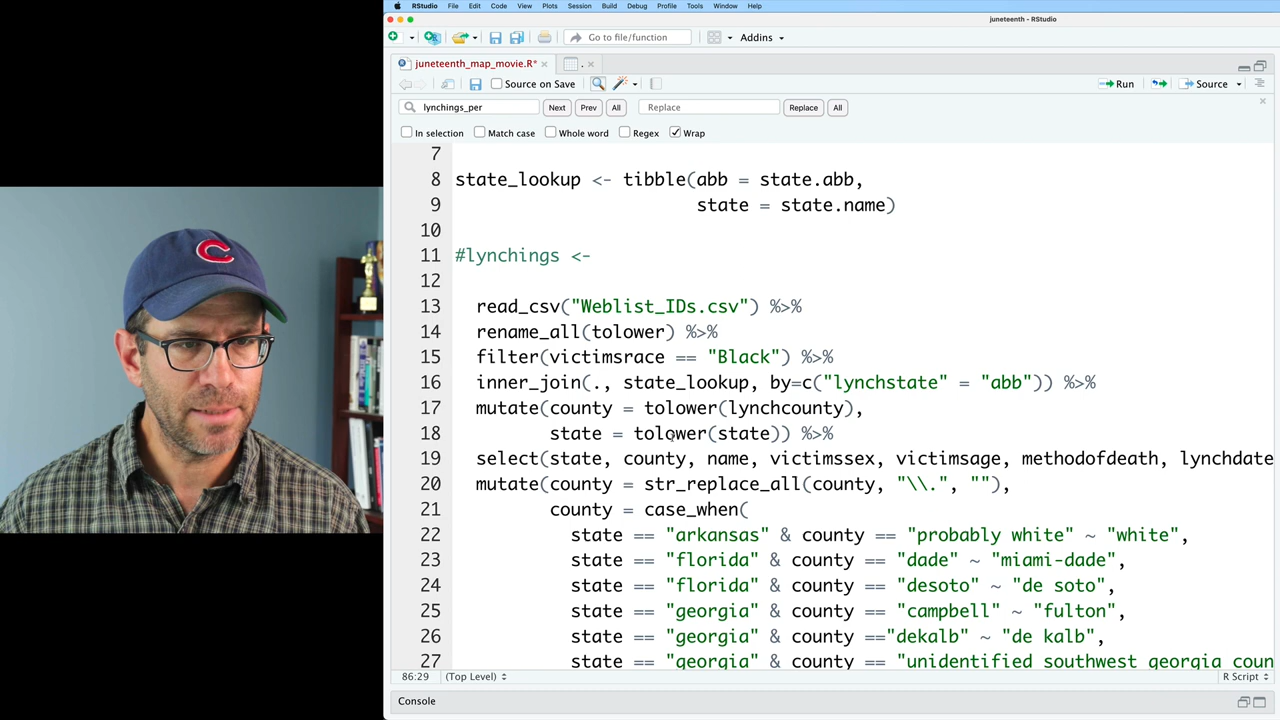 RStudio File Edit Code View Plots Session Build Debug Profile Tools Window Help
juneteenth - RStudio
Go to file/function Addins
juneteenth_map_movie.R* .
Source on Save Run Source
lynchings_per Next Prev All Replace Replace All
In selection Match case Whole word Regex Wrap
7
8 state_lookup <- tibble(abb = state.abb,
9 state = state.name)
10
11 #lynchings <-
12
13 read_csv("Weblist_IDs.csv") %>%
14 rename_all(tolower) %>%
15 filter(victimsrace == "Black") %>%
16 inner_join(., state_lookup, by=c("lynchstate" = "abb")) %>%
17 mutate(county = tolower(lynchcounty),
18 state = tolower(state)) %>%
19 select(state, county, name, victimssex, victimsage, methodofdeath, lynchdate
20 mutate(county = str_replace_all(county, "\\.", ""),
21 county = case_when(
22 state == "arkansas" & county == "probably white" ~ "white",
23 state == "florida" & county == "dade" ~ "miami-dade",
24 state == "florida" & county == "desoto" ~ "de soto",
25 state == "georgia" & county == "campbell" ~ "fulton",
26 state == "georgia" & county =="dekalb" ~ "de kalb",
27 state == "georgia" & county == "unidentified southwest georgia coun
86:29 (Top Level) R Script
Console
C